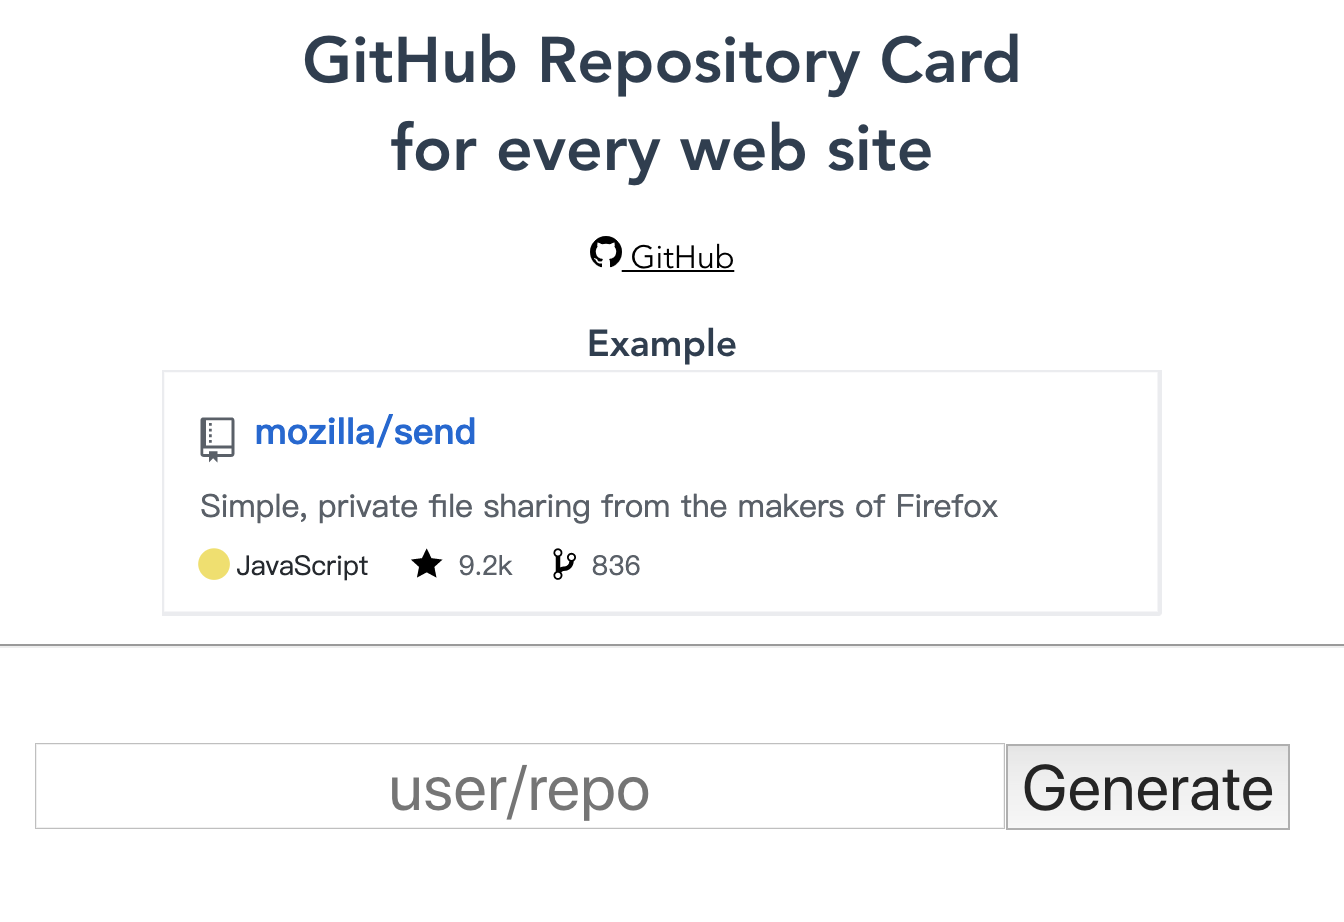 GitHub Repository Card
for every web site
GitHub
Example
mozilla/send
Simple, private file sharing from the makers of Firefox
JavaScript 9.2k 836
user/repo Generate